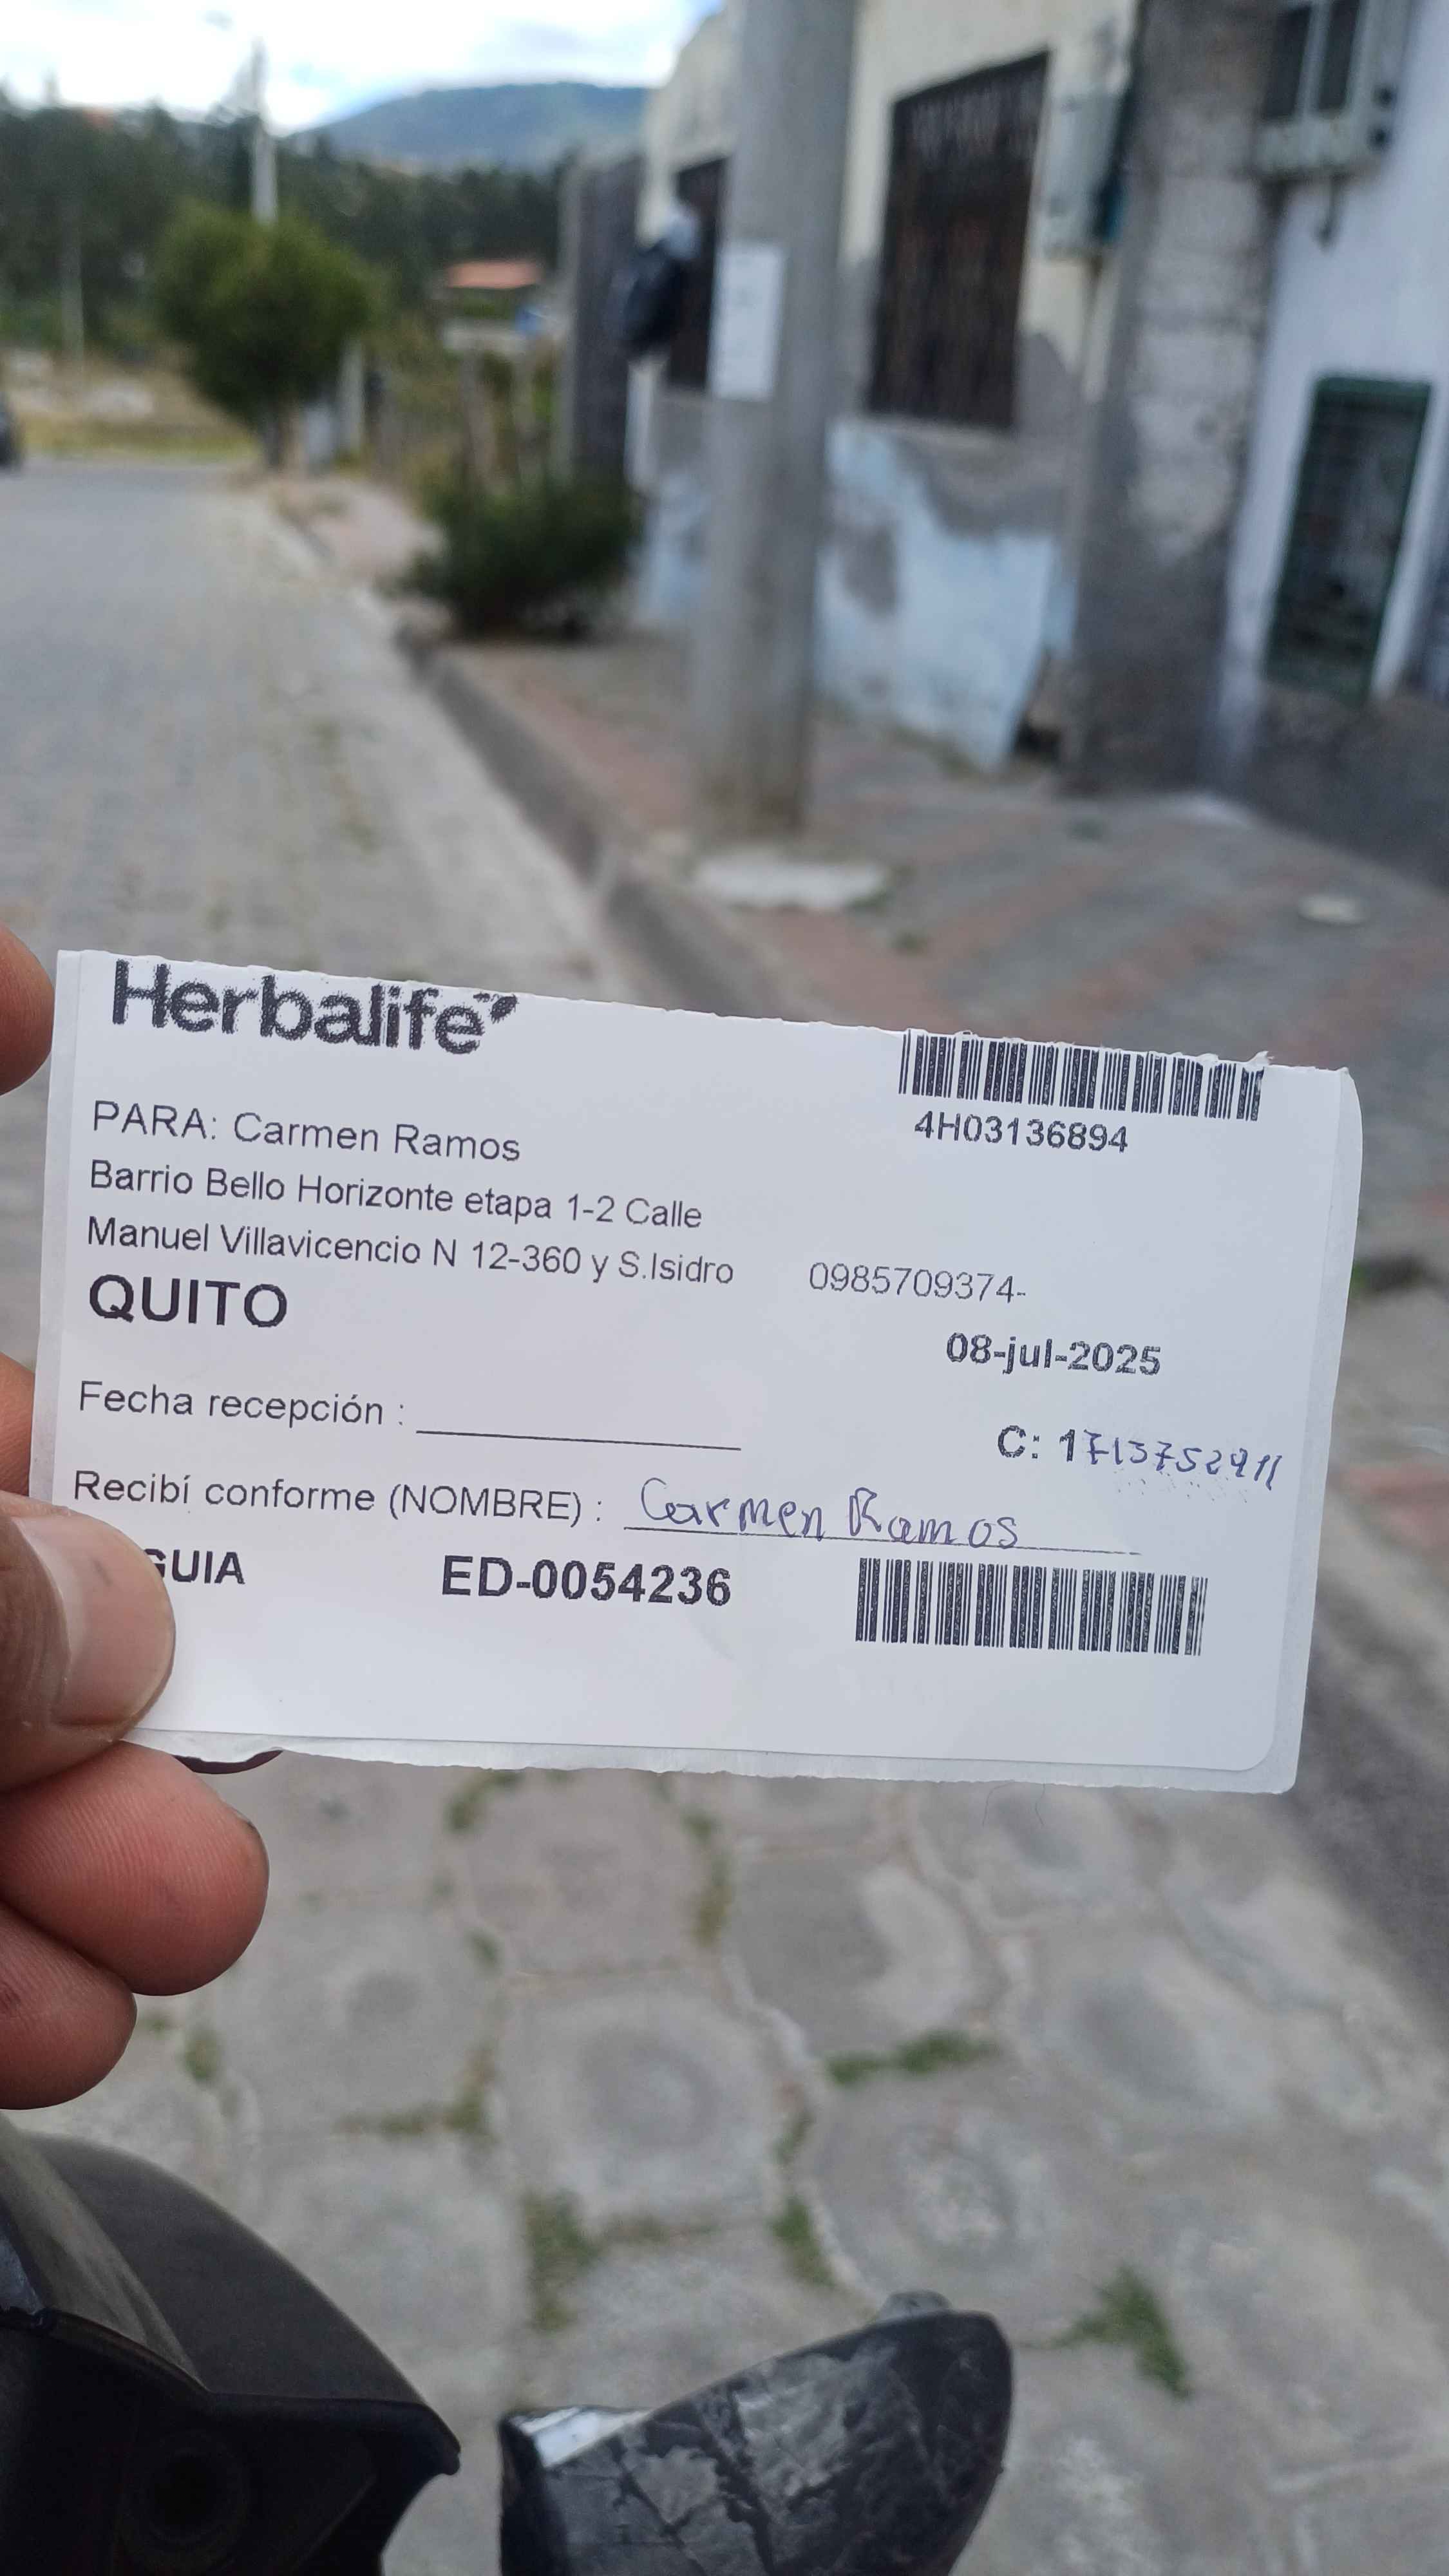 Herbalife
4H03136894
PARA: Carmen Ramos
Barrio Bello Horizonte etapa 1-2 Calle
Manuel Villavicencio N 12-360 y S.Isidro 0985709374-
QUITO
08-jul-2025
Fecha recepción :
C: 1713752911
Recibí conforme (NOMBRE) : Carmen Ramos
GUIA ED-0054236